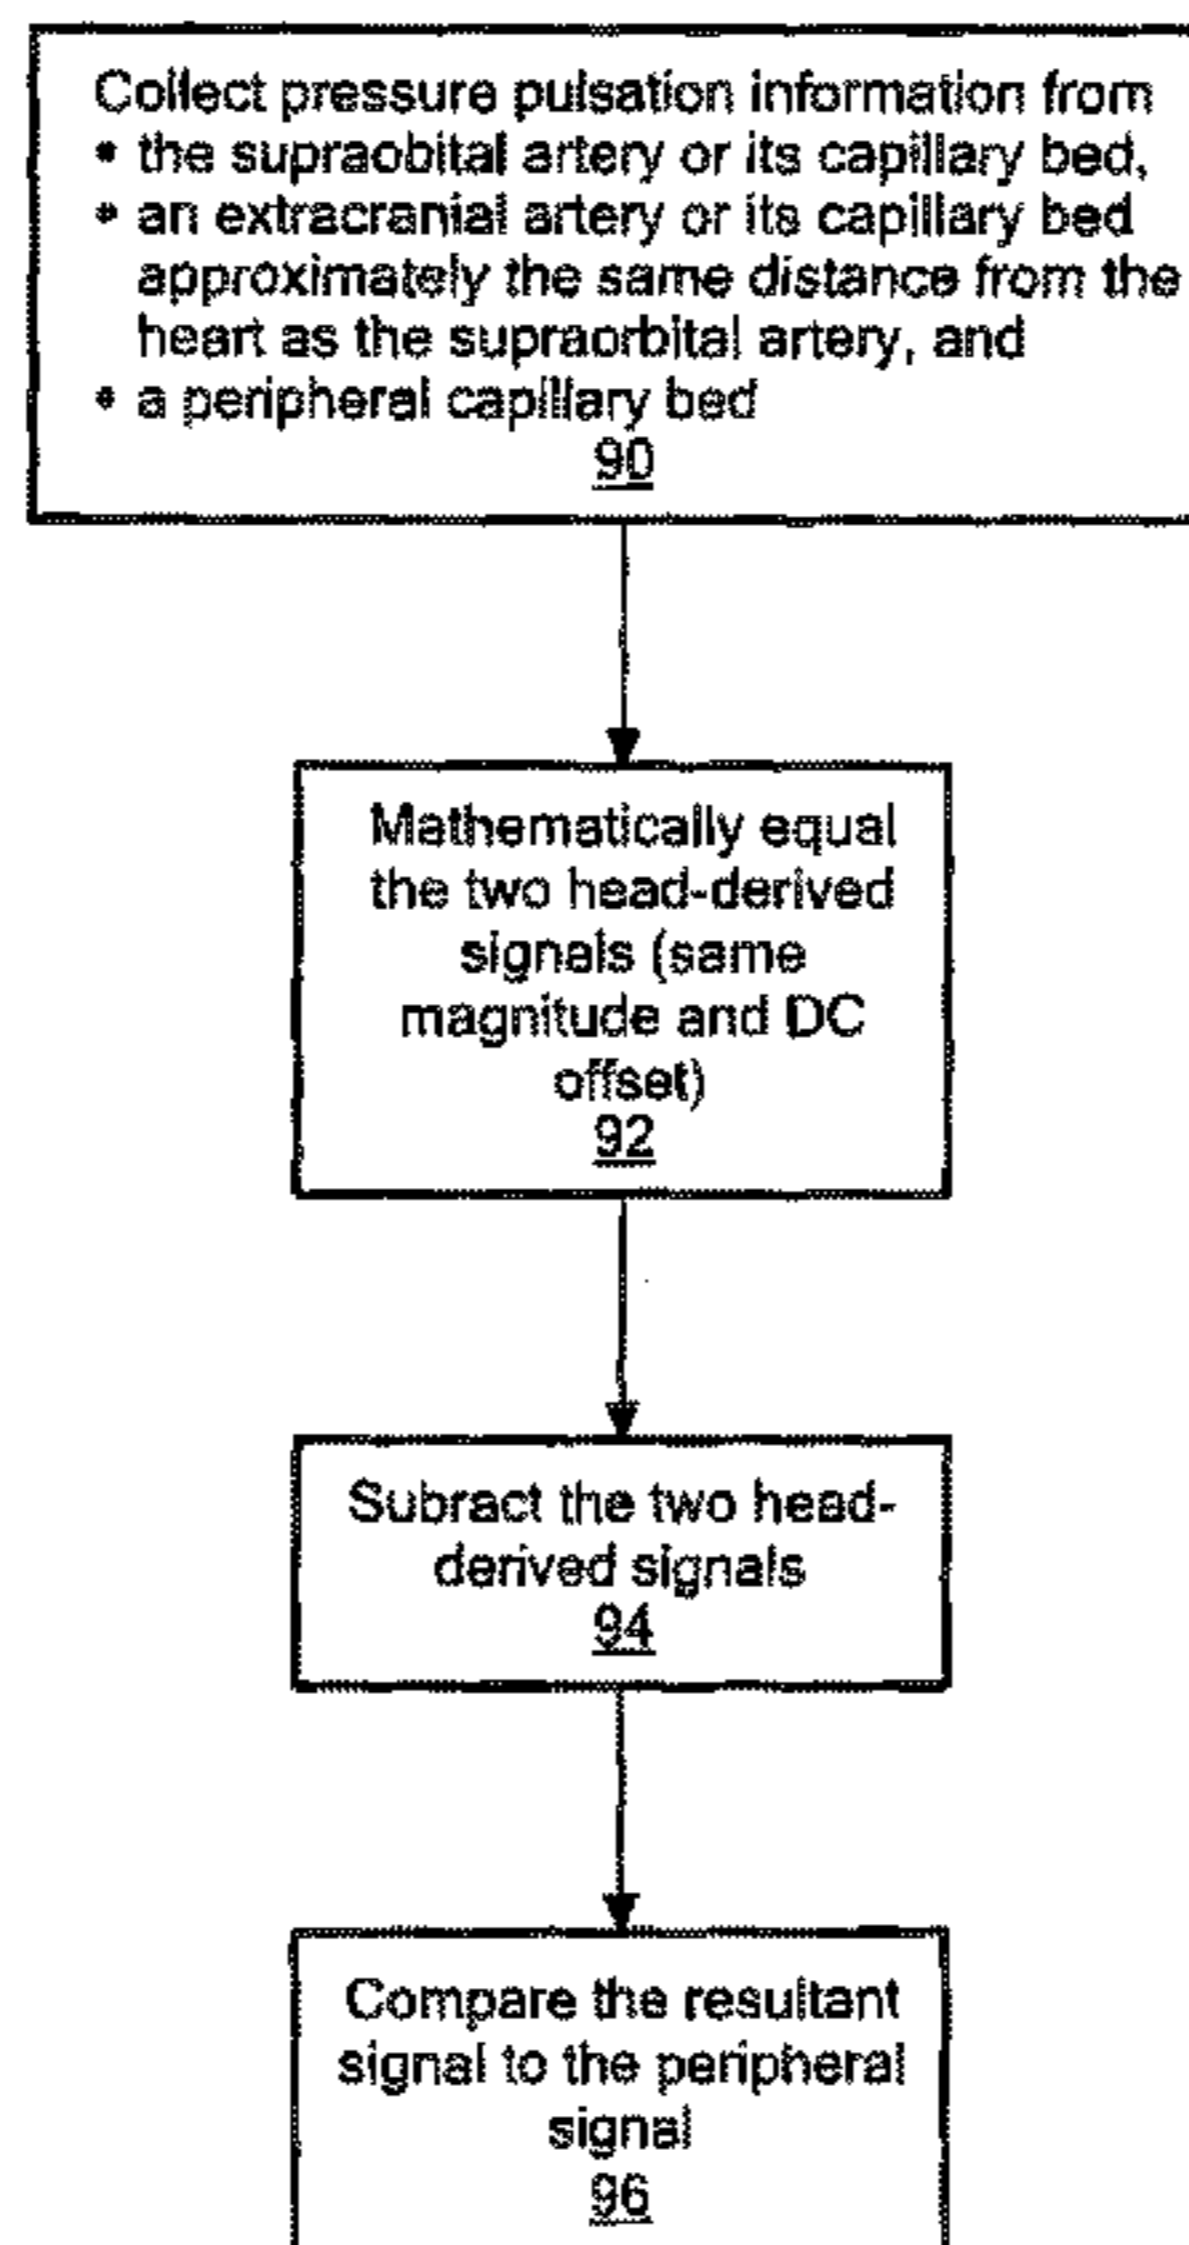 Collect pressure pulsation information from
• the supraobital artery or its capillary bed,
• an extracranial artery or its capillary bed
approximately the same distance from the
heart as the supraorbital artery, and
• a peripheral capillary bed
90
Mathematically equal
the two head-derived
signals (same
magnitude and DC
offset)
92
Subract the two head-
derived signals
94
Compare the resultant
signal to the peripheral
signal
96